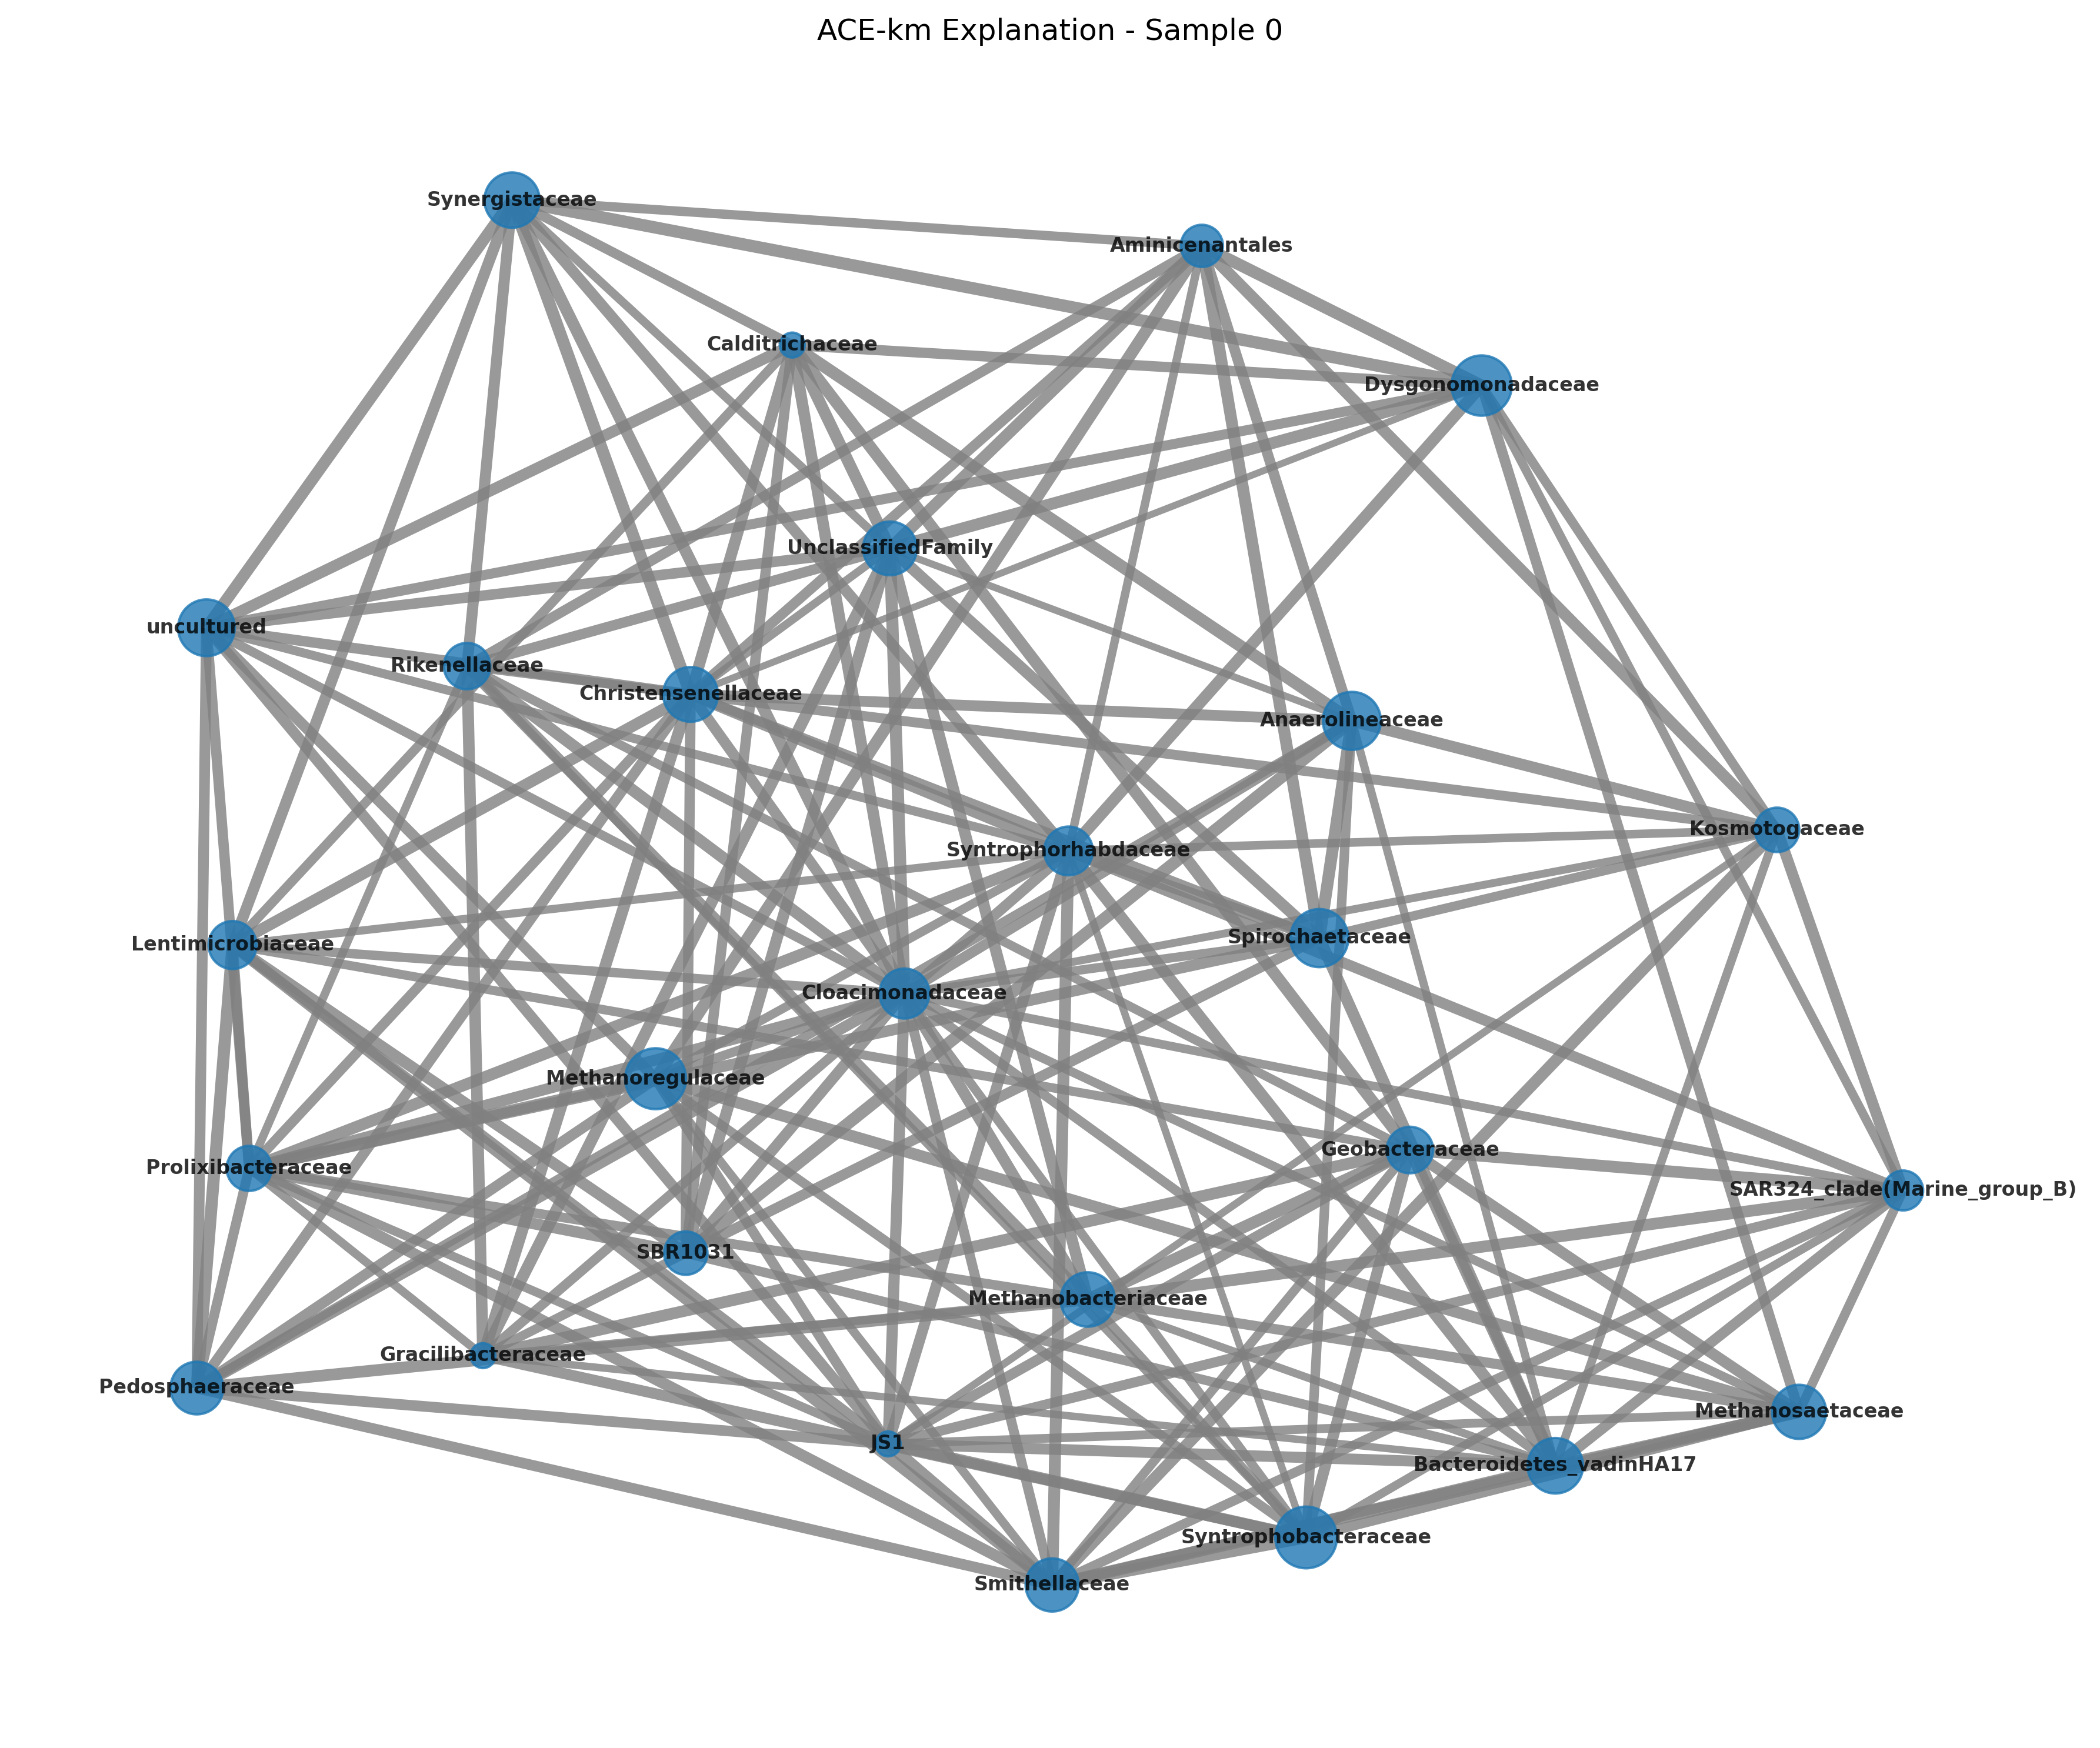 ACE-km Explanation - Sample 0
Synergistaceae
Aminicenantales
Calditrichaceae
Dysgonomonadaceae
UnclassifiedFamily
uncultured
Rikenellaceae
Christensenellaceae
Anaerolineaceae
Kosmotogaceae
Syntrophorhabdaceae
Spirochaetaceae
Lentimicrobiaceae
Cloacimonadaceae
Methanoregulaceae
Geobacteraceae
Prolixibacteraceae
SAR324_clade(Marine_group_B)
SBR1031
Methanobacteriaceae
Gracilibacteraceae
Pedosphaeraceae
Methanosaetaceae
JS1
Bacteroidetes_vadinHA17
Syntrophobacteraceae
Smithellaceae